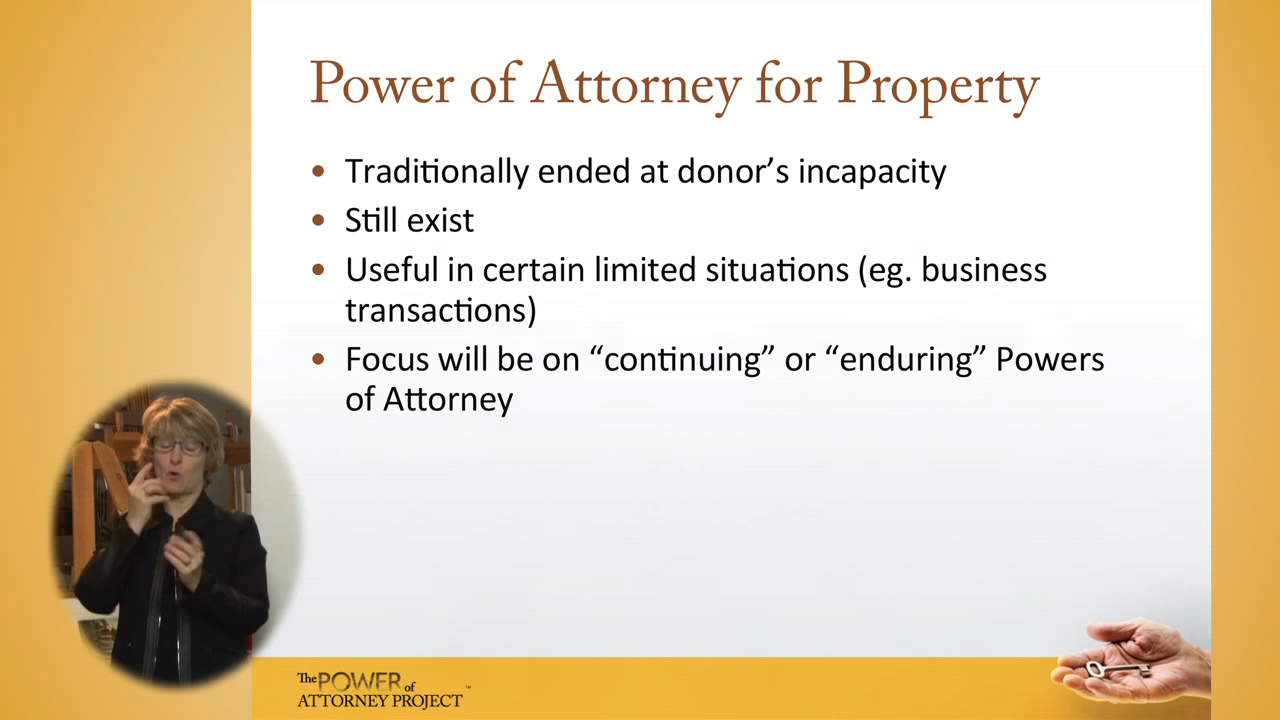 Power of Attorney for Property
• Traditionally ended at donor’s incapacity
• Still exist
• Useful in certain limited situations (eg. business
transactions)
• Focus will be on “continuing” or “enduring” Powers
of Attorney
The POWER of
ATTORNEY PROJECT™